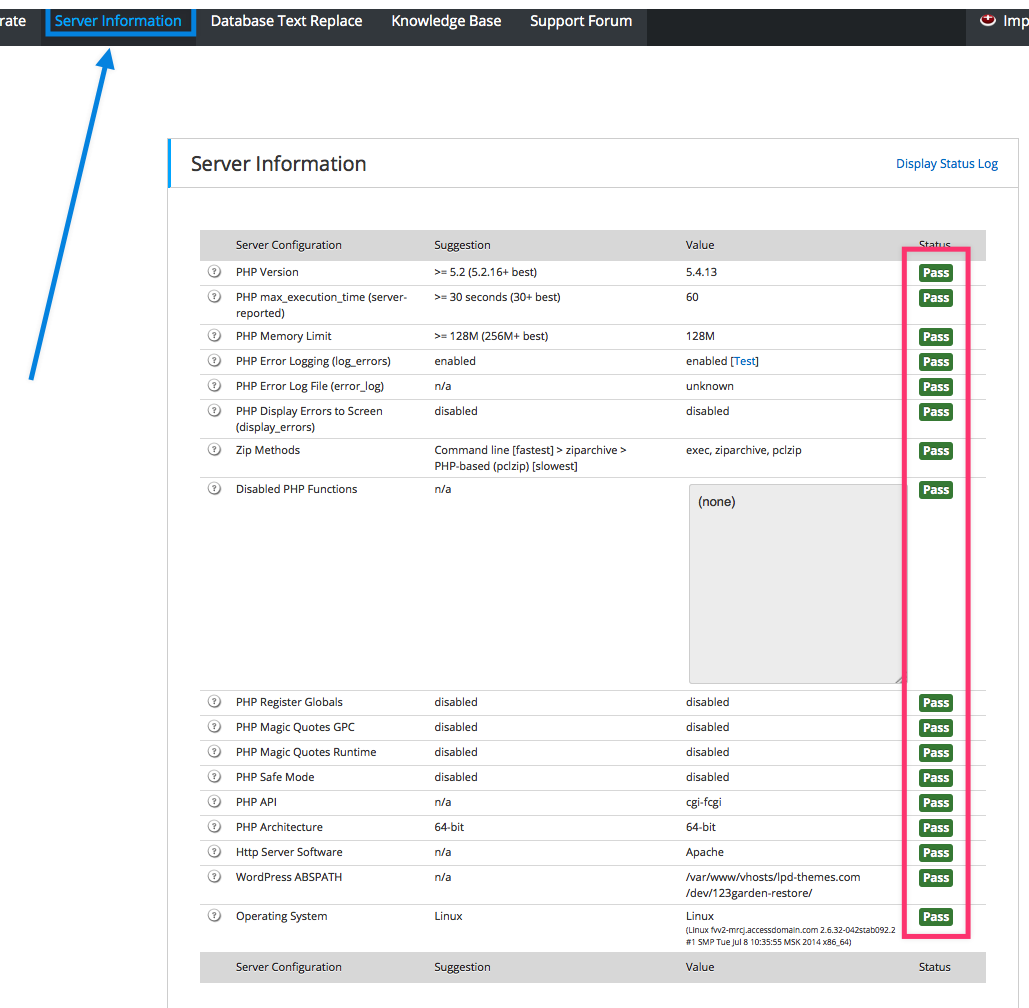 rate Server Information Database Text Replace Knowledge Base Support Forum Imp
Server Information Display Status Log
Server Configuration Suggestion Value Status
PHP Version >= 5.2 (5.2.16+ best) 5.4.13 Pass
PHP max_execution_time (server- >= 30 seconds (30+ best) 60 Pass
reported)
PHP Memory Limit >= 128M (256M+ best) 128M Pass
PHP Error Logging (log_errors) enabled enabled [Test] Pass
PHP Error Log File (error_log) n/a unknown Pass
PHP Display Errors to Screen disabled disabled Pass
(display_errors)
Zip Methods Command line [fastest] > ziparchive > exec, ziparchive, pclzip Pass
PHP-based (pclzip) [slowest]
Disabled PHP Functions n/a Pass
(none)
PHP Register Globals disabled disabled Pass
PHP Magic Quotes GPC disabled disabled Pass
PHP Magic Quotes Runtime disabled disabled Pass
PHP Safe Mode disabled disabled Pass
PHP API n/a cgi-fcgi Pass
PHP Architecture 64-bit 64-bit Pass
Http Server Software n/a Apache Pass
WordPress ABSPATH n/a /var/www/vhosts/lpd-themes.com Pass
/dev/123garden-restore/
Operating System Linux Linux Pass
(Linux fvv2-mrcj.accessdomain.com 2.6.32-042stab092.2
#1 SMP Tue Jul 8 10:35:55 MSK 2014 x86_64)
Server Configuration Suggestion Value Status